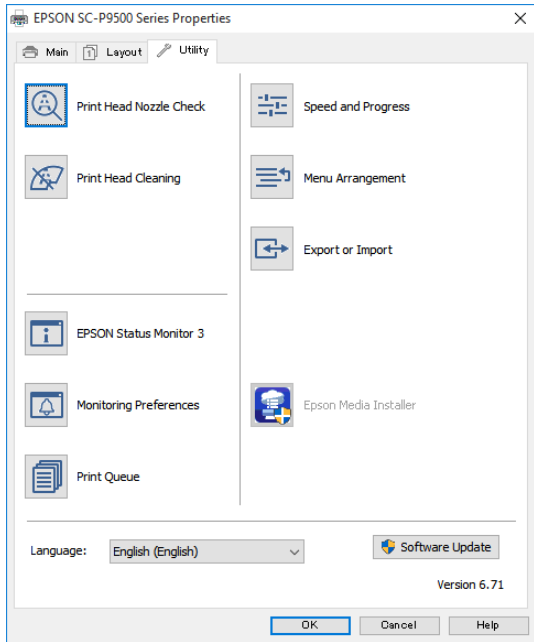 EPSON SC-P9500 Series Properties
Main
Layout
Utility
Print Head Nozzle Check
Speed and Progress
Print Head Cleaning
Menu Arrangement
Export or Import
EPSON Status Monitor 3
Monitoring Preferences
Epson Media Installer
Print Queue
Language:
English (English)
Software Update
Version 6.71
OK
Cancel
Help